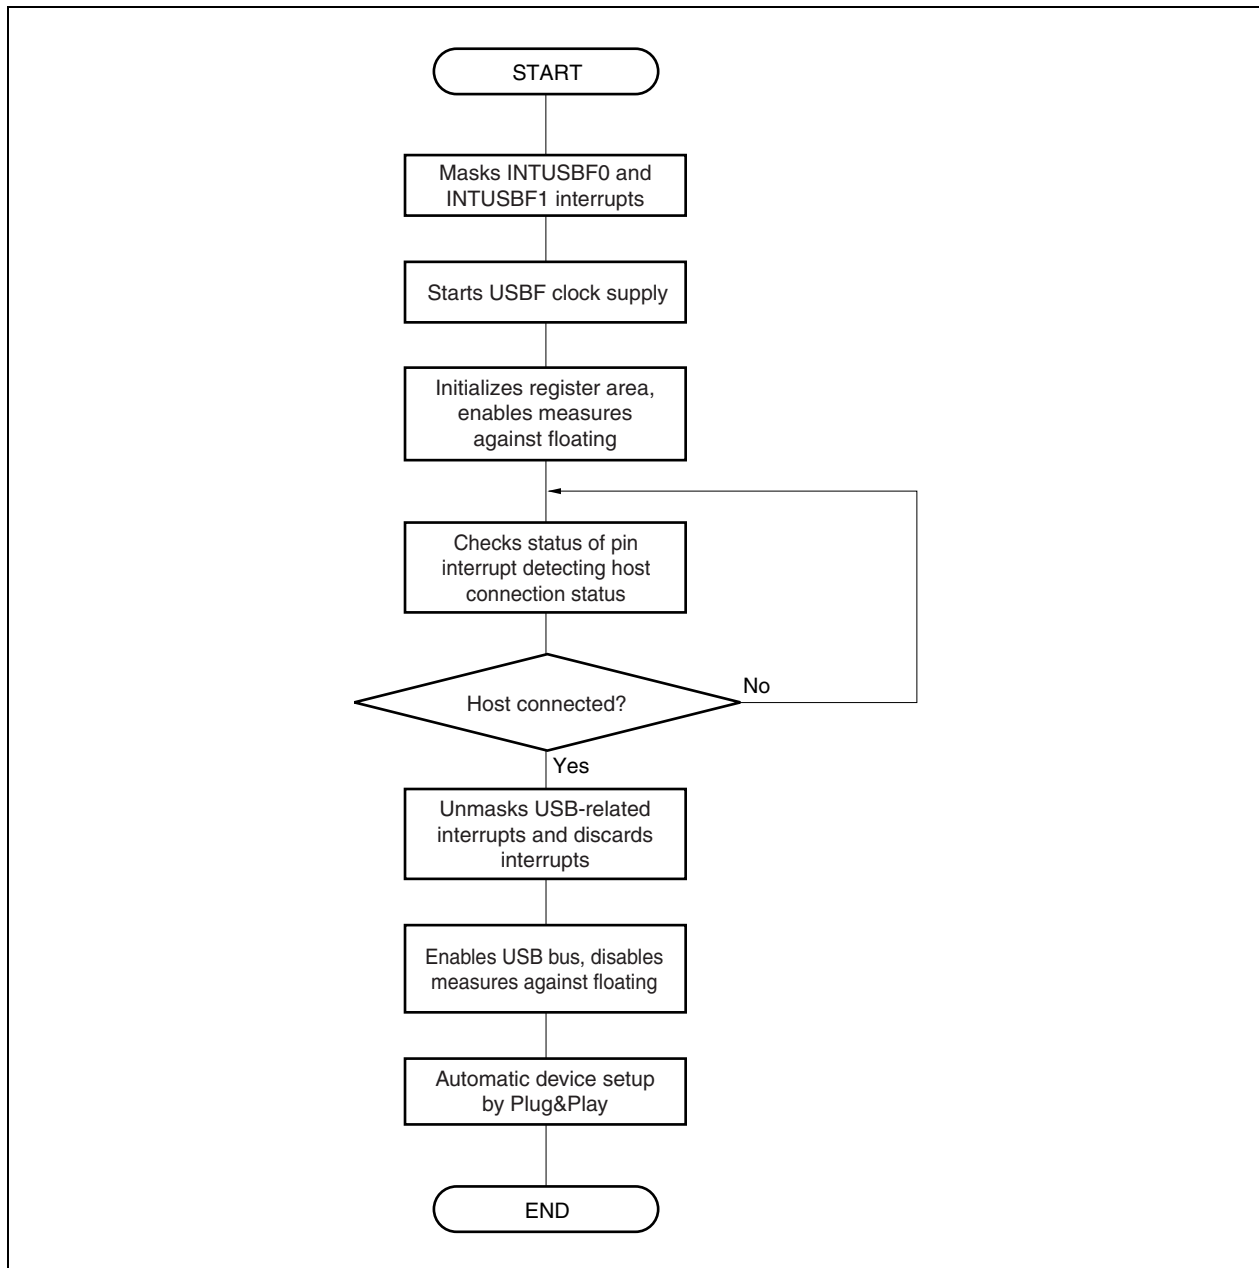 START
Masks INTUSBF0 and
INTUSBF1 interrupts
Starts USBF clock supply
Initializes register area,
enables measures
against floating
Checks status of pin
interrupt detecting host
connection status
Host connected?
No
Yes
Unmasks USB-related
interrupts and discards
interrupts
Enables USB bus, disables
measures against floating
Automatic device setup
by Plug&Play
END